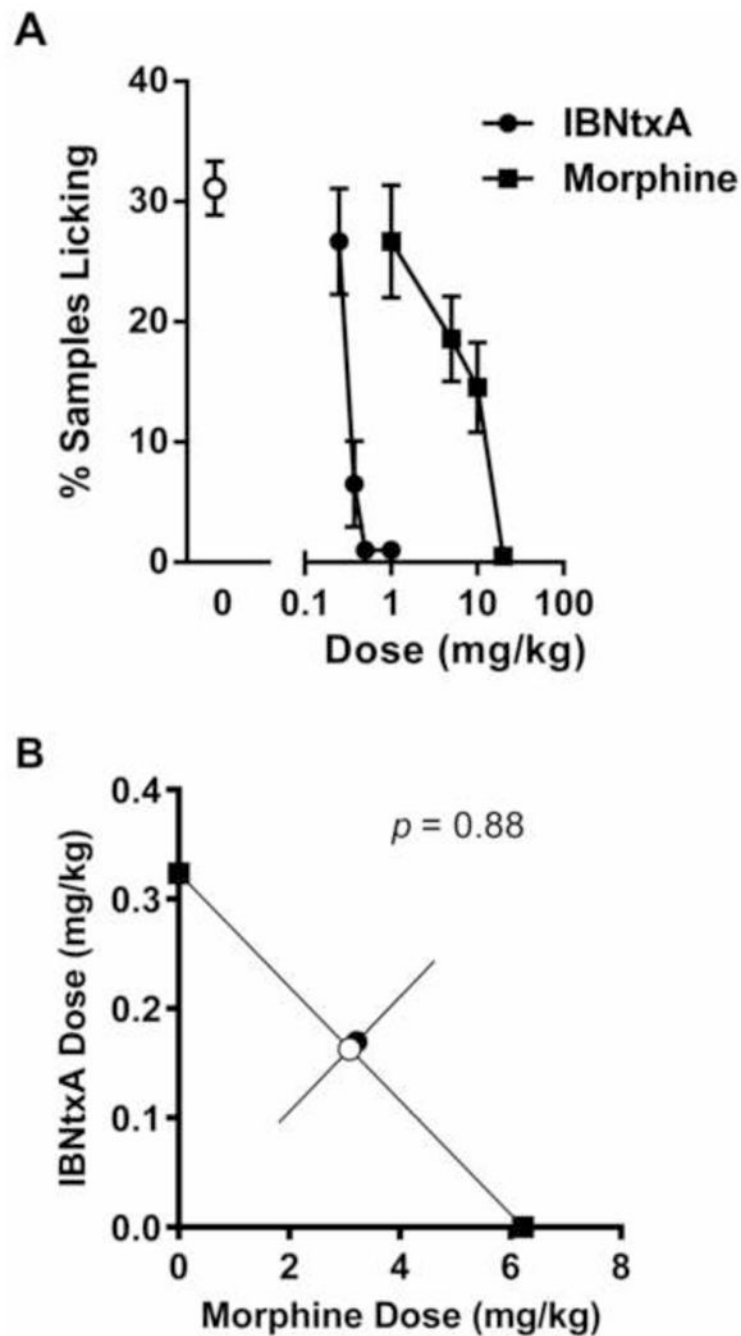 A
40
30
20
10
0
% Samples Licking
IBNtxA
Morphine
0 0.1 1 10 100
Dose (mg/kg)
B
p = 0.88
0.4
0.3
0.2
0.1
0.0
IBNtxA Dose (mg/kg)
0 2 4 6 8
Morphine Dose (mg/kg)